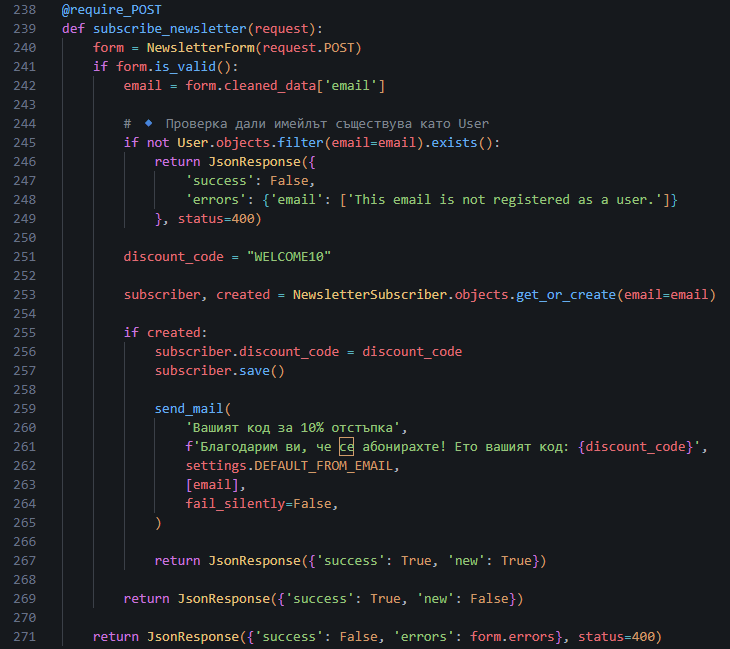 238 @require_POST
239 def subscribe_newsletter(request):
240     form = NewsletterForm(request.POST)
241     if form.is_valid():
242         email = form.cleaned_data['email']
243
244         # 🔹 Проверка дали имейлът съществува като User
245         if not User.objects.filter(email=email).exists():
246             return JsonResponse({
247                 'success': False,
248                 'errors': {'email': ['This email is not registered as a user.']}
249             }, status=400)
250
251         discount_code = "WELCOME10"
252
253         subscriber, created = NewsletterSubscriber.objects.get_or_create(email=email)
254
255         if created:
256             subscriber.discount_code = discount_code
257             subscriber.save()
258
259             send_mail(
260                 'Вашият код за 10% отстъпка',
261                 f'Благодарим ви, че се абонирахте! Ето вашият код: {discount_code}',
262                 settings.DEFAULT_FROM_EMAIL,
263                 [email],
264                 fail_silently=False,
265             )
266
267             return JsonResponse({'success': True, 'new': True})
268
269         return JsonResponse({'success': True, 'new': False})
270
271     return JsonResponse({'success': False, 'errors': form.errors}, status=400)